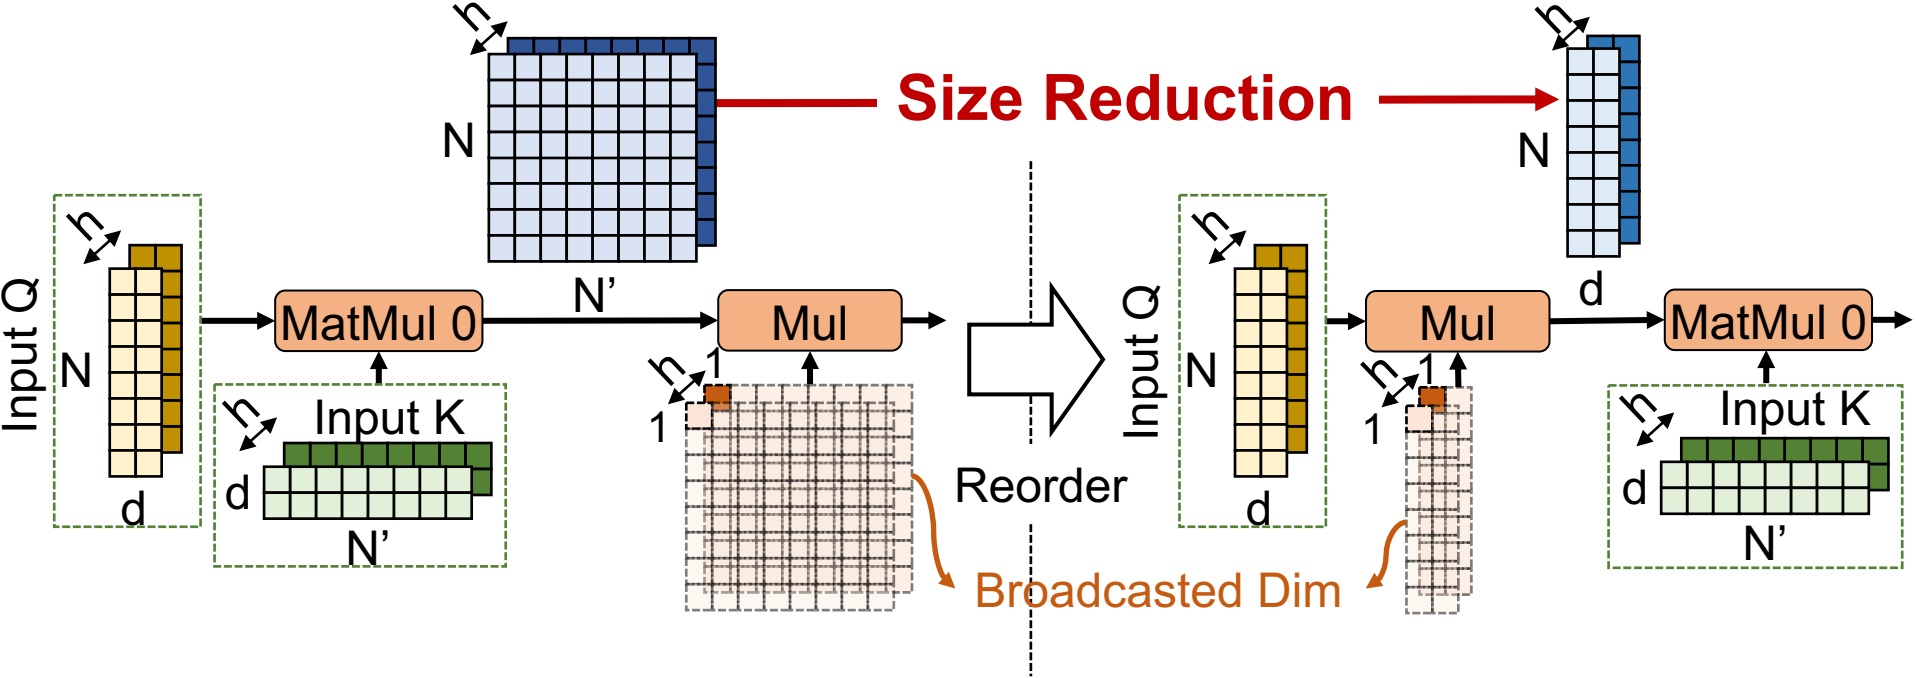 h
N
N’
Size Reduction
h
N
d
Input Q
h
N
d
MatMul 0
h
Input K
d
N’
Mul
h
1
1
Reorder
Broadcasted Dim
Input Q
h
N
d
Mul
h
1
1
MatMul 0
h
Input K
d
N’